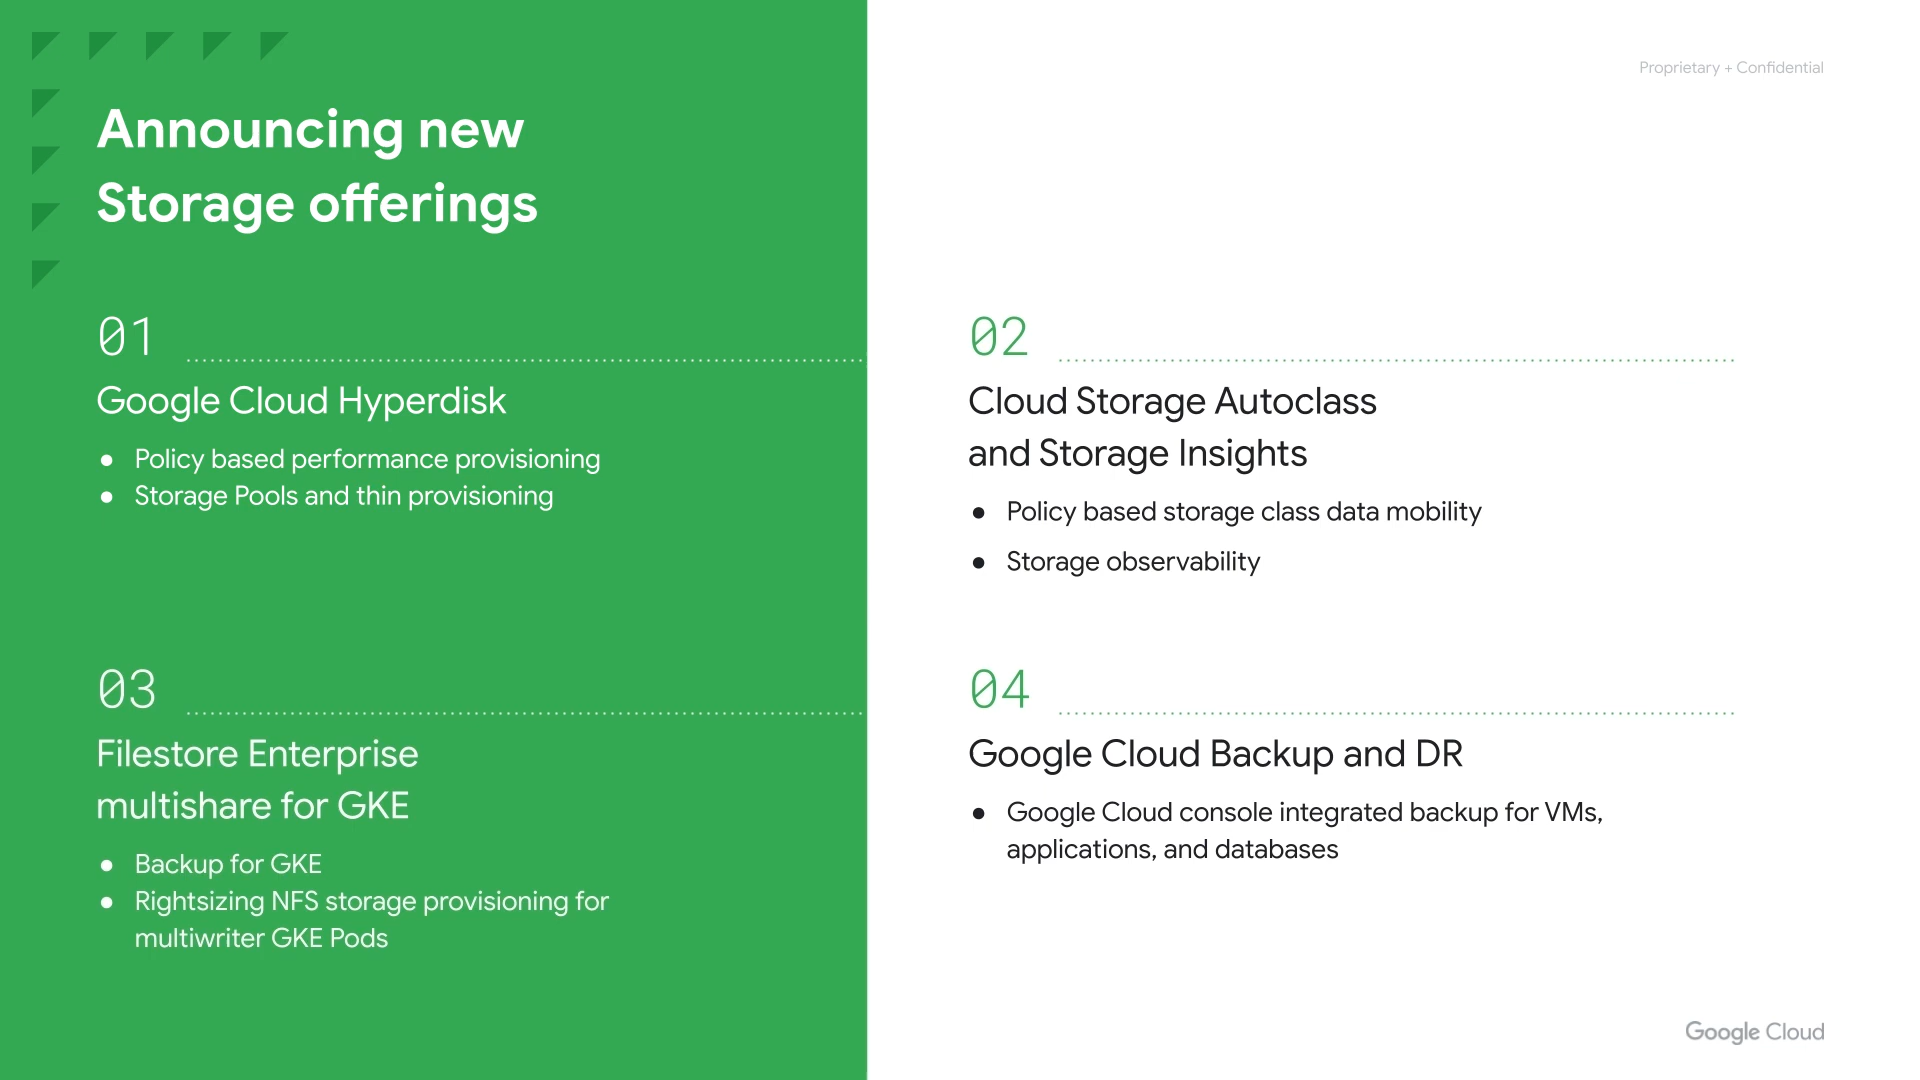 Proprietary + Confidential
Announcing new
Storage offerings
01
Google Cloud Hyperdisk
● Policy based performance provisioning
● Storage Pools and thin provisioning
02
Cloud Storage Autoclass
and Storage Insights
● Policy based storage class data mobility
● Storage observability
03
Filestore Enterprise
multishare for GKE
● Backup for GKE
● Rightsizing NFS storage provisioning for
multiwriter GKE Pods
04
Google Cloud Backup and DR
● Google Cloud console integrated backup for VMs,
applications, and databases
Google Cloud